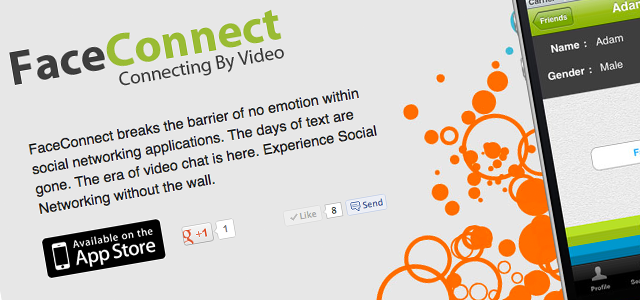 FaceConnect
Connecting By Video
FaceConnect breaks the barrier of no emotion within
social networking applications. The days of text are
gone. The era of video chat is here. Experience Social
Networking without the wall.
Available on the
App Store
g +1
1
Like
8
Send
Friends
Adam
Name : Adam
Gender : Male
Profile